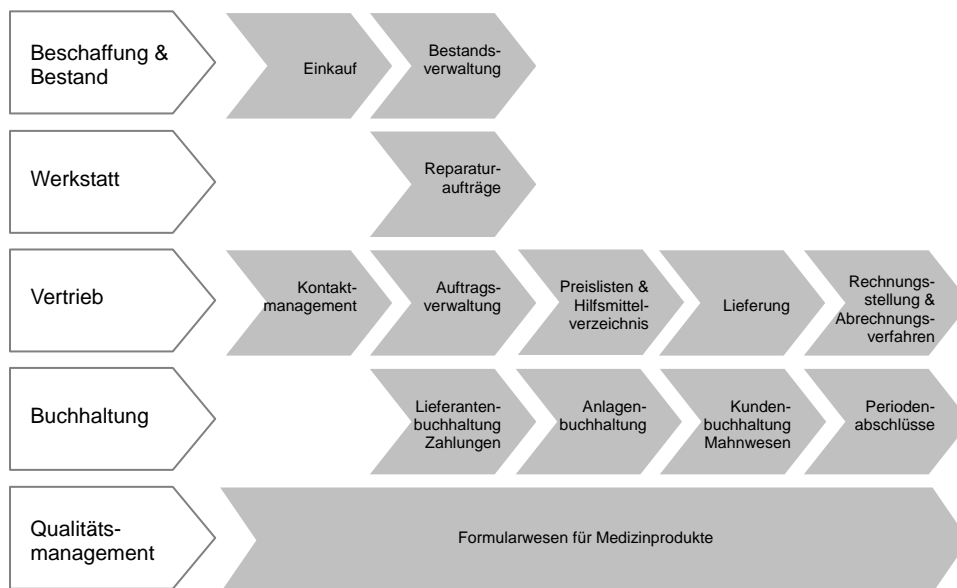 Beschaffung &
Bestand
Einkauf
Bestands-
verwaltung
Werkstatt
Reparatur-
aufträge
Vertrieb
Kontakt-
management
Auftrags-
verwaltung
Preislisten &
Hilfsmittel-
verzeichnis
Lieferung
Rechnungs-
stellung &
Abrechnungs-
verfahren
Buchhaltung
Lieferanten-
buchhaltung
Zahlungen
Anlagen-
buchhaltung
Kunden-
buchhaltung
Mahnwesen
Perioden-
abschlüsse
Qualitäts-
management
Formularwesen für Medizinprodukte